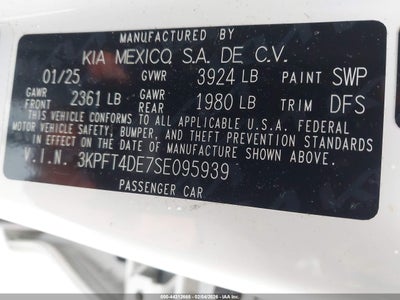 MFD BY
KIA MEXICO, S.A. DE C.V.
01/25 GVWR 3924 LB PAINT SWP
GAWR FRONT 2361 LB GAWR REAR 1980 LB TRIM DFS
THIS VEHICLE CONFORMS TO ALL APPLICABLE U.S.A. FEDERAL
MOTOR VEHICLE SAFETY, BUMPER, AND THEFT PREVENTION STANDARDS
IN EFFECT ON THE DATE OF MANUFACTURE SHOWN ABOVE.
V.I.N. 3KPFT4DE7SE095939
PASSENGER CAR